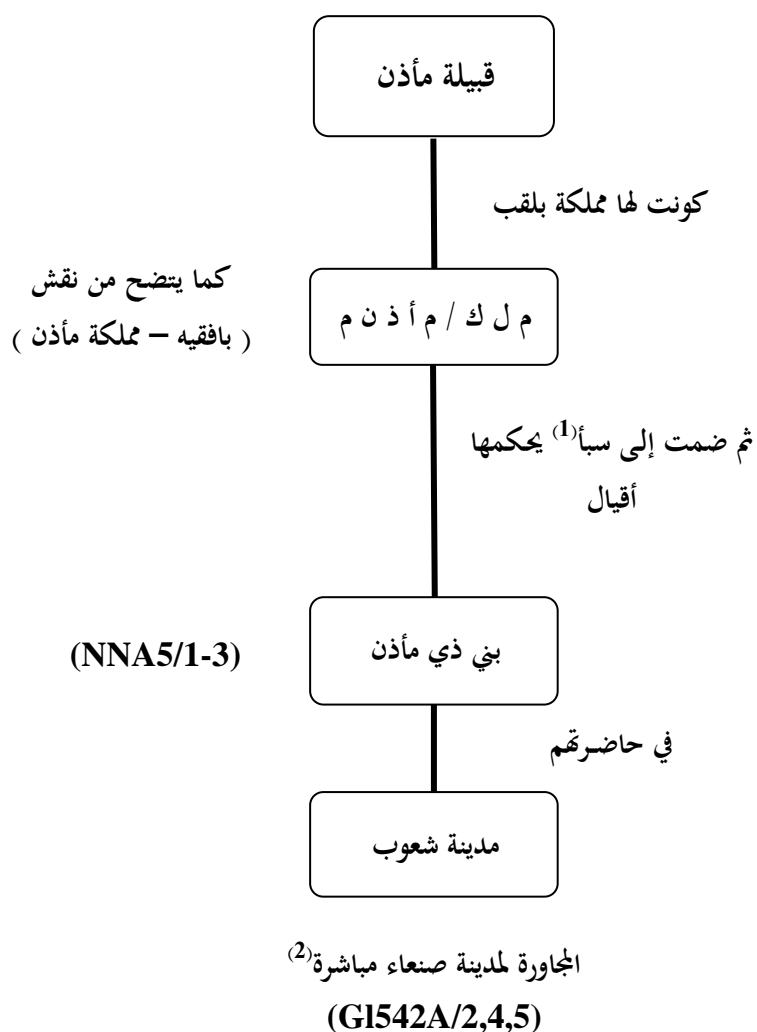 قبيلة مأذن
كونت لها مملكة بلقب
م ل ك / م أ ذ ن م
كما يتضح من نقش
( بافقيه – مملكة مأذن )
ثم ضمت إلى سبأ(1) يحكمها
أقيال
بني ذي مأذن
(NNA5/1-3)
في حاضرتهم
مدينة شعوب
المجاورة لمدينة صنعاء مباشرة(2)
(Gl542A/2,4,5)